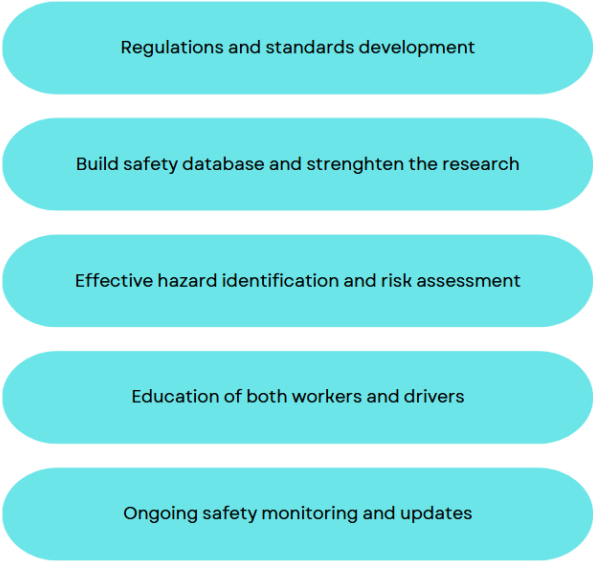 Regulations and standards development
Build safety database and strenghten the research
Effective hazard identification and risk assessment
Education of both workers and drivers
Ongoing safety monitoring and updates